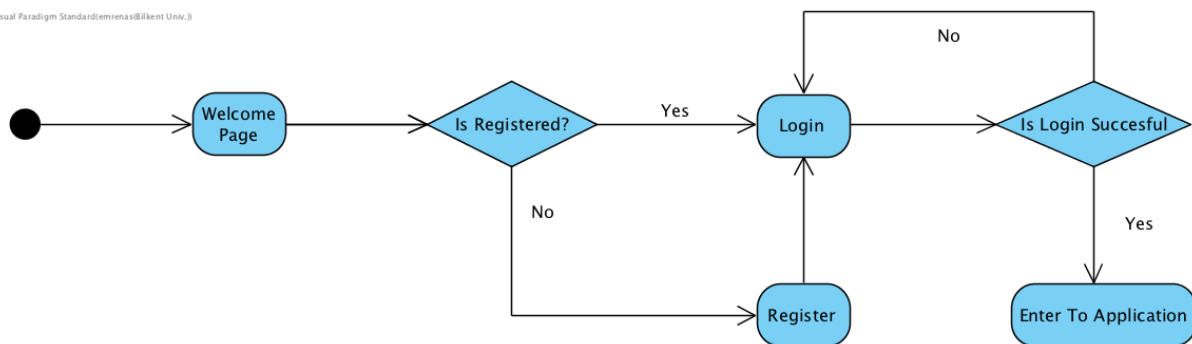 sual Paradigm Standard(emrenas(Bilkent Univ.))
No
Welcome
Page
Is Registered?
Yes
Login
Is Login Succesful
No
Yes
Register
Enter To Application